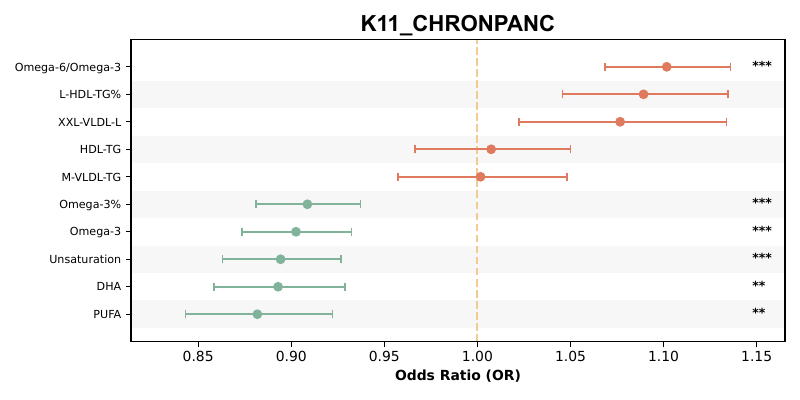 K11_CHRONPANC
Omega-6/Omega-3 ***
L-HDL-TG%
XXL-VLDL-L
HDL-TG
M-VLDL-TG
Omega-3% ***
Omega-3 ***
Unsaturation ***
DHA **
PUFA **
0.85 0.90 0.95 1.00 1.05 1.10 1.15
Odds Ratio (OR)